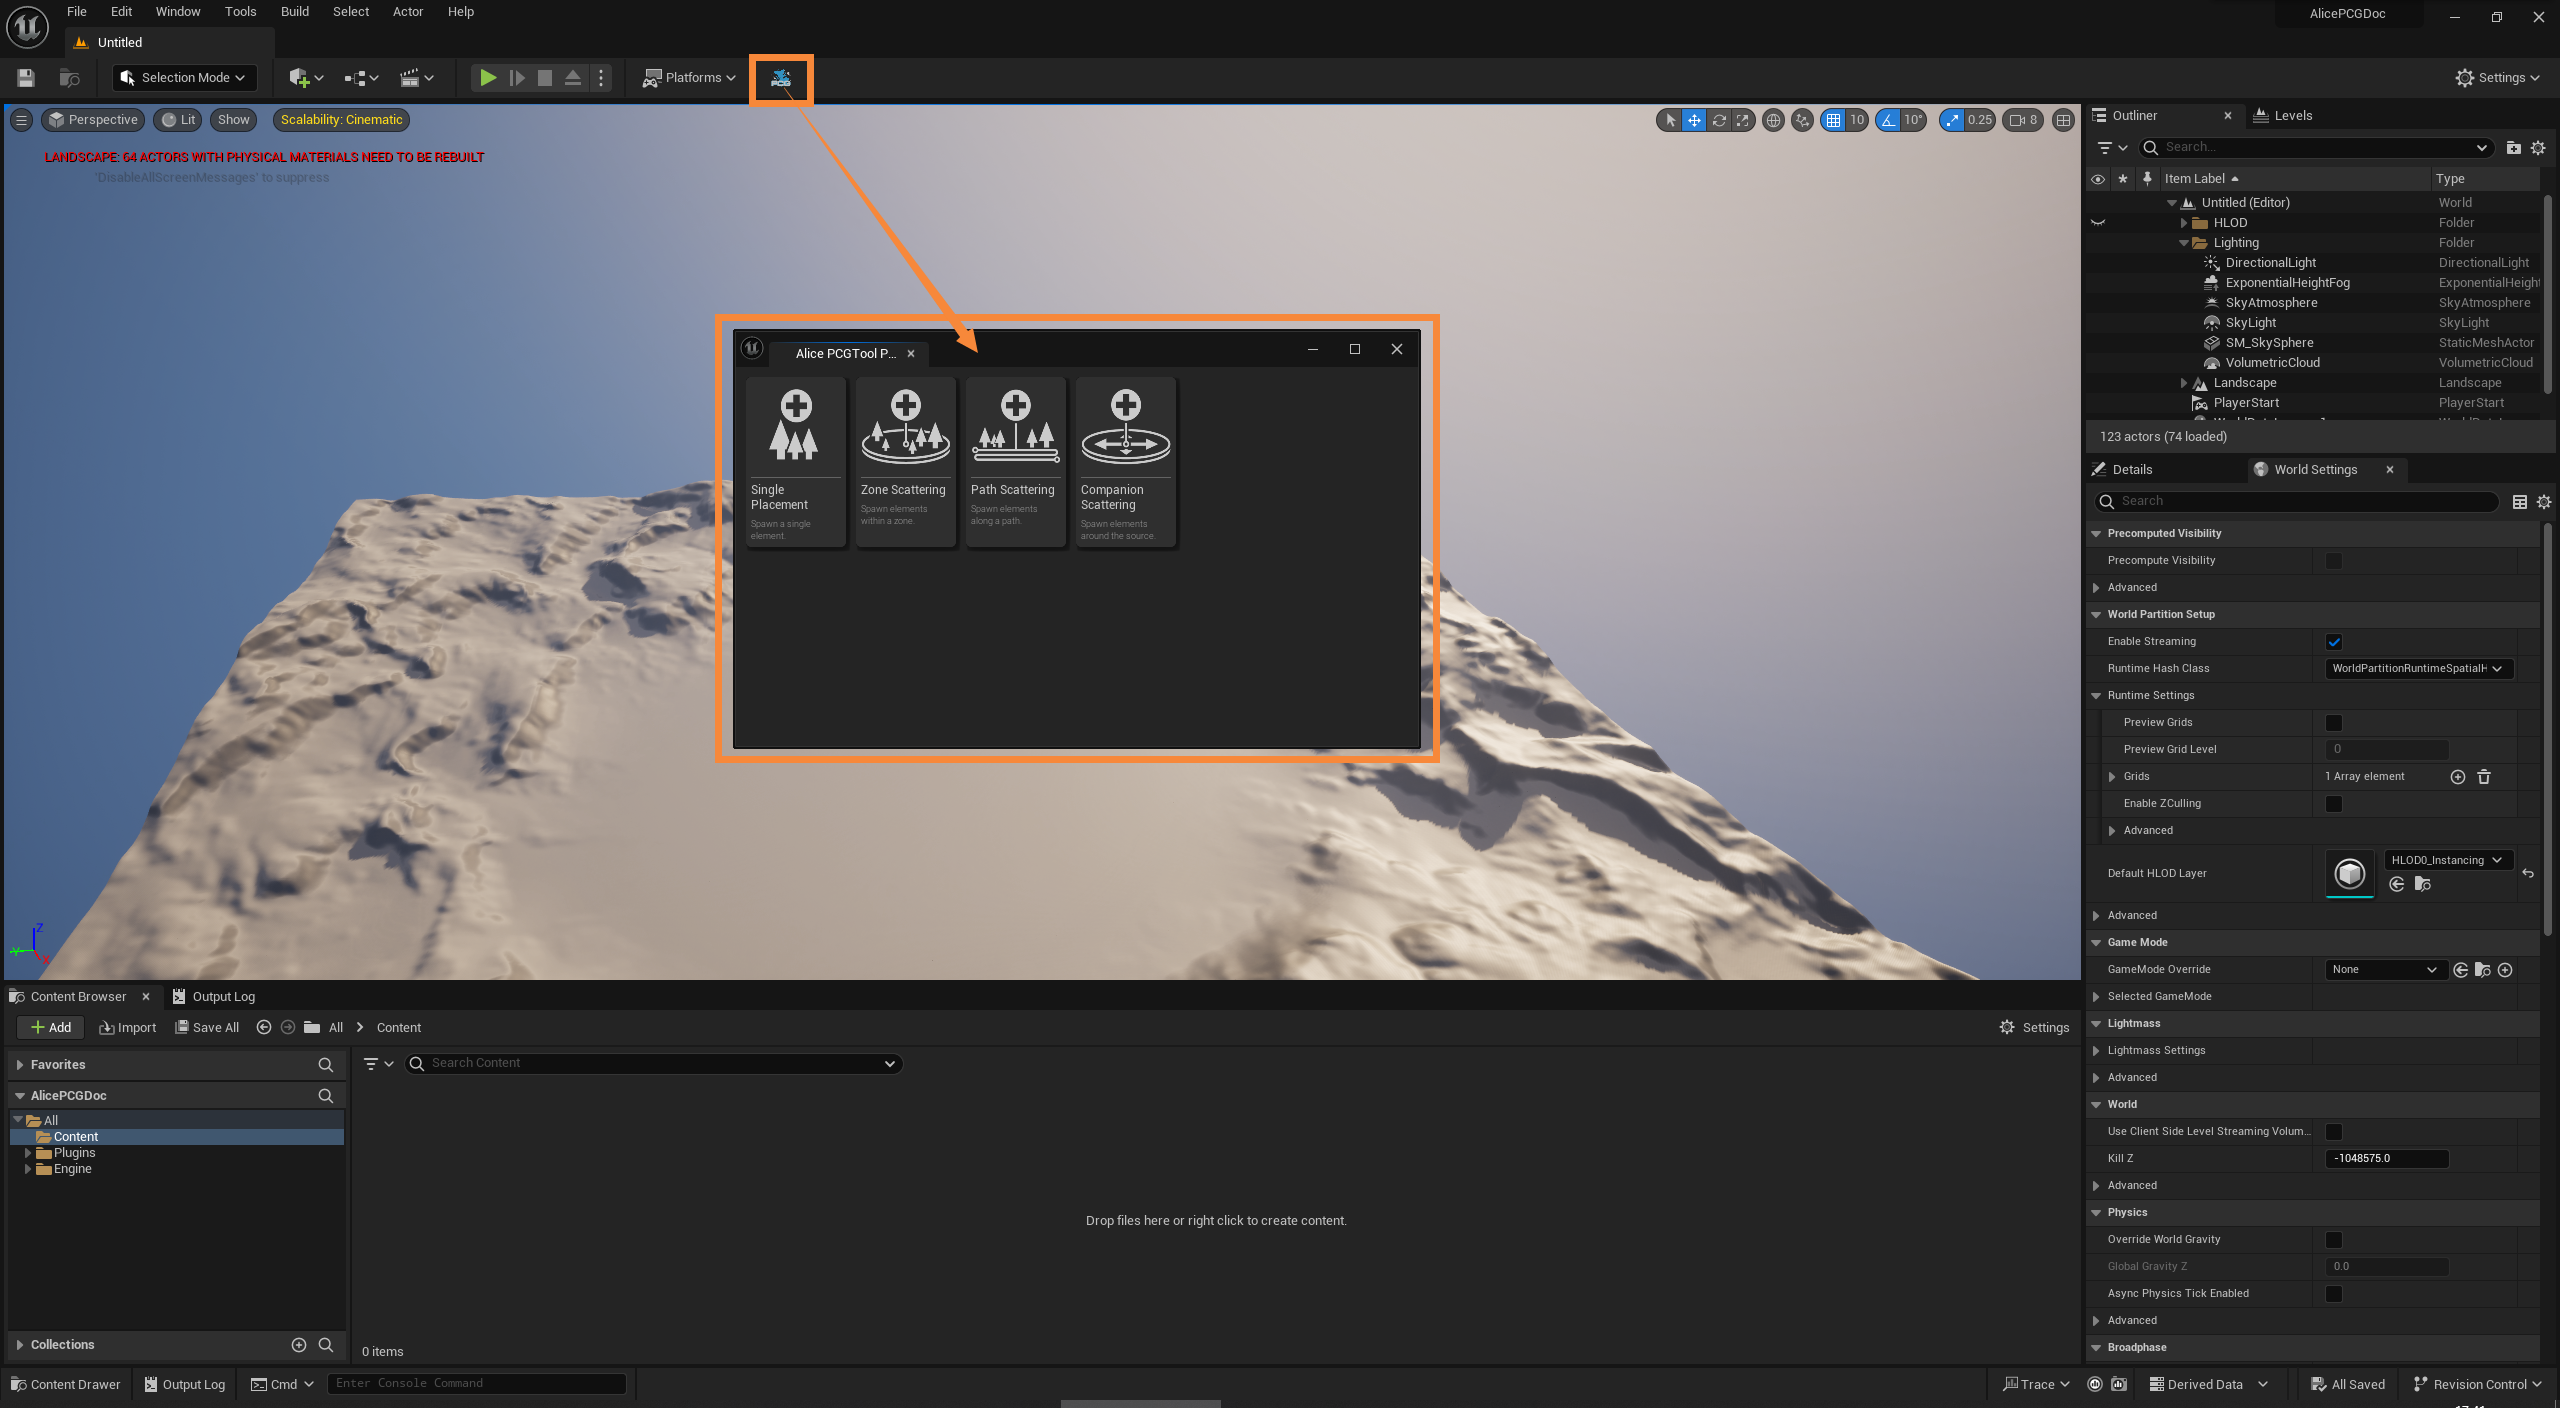 File Edit Window Tools Build Select Actor Help
AlicePCGDoc
Untitled
Selection Mode
Platforms
PCG
Settings
Perspective Lit Show Scalability: Cinematic
10 10° 0.25 8
LANDSCAPE: 64 ACTORS WITH PHYSICAL MATERIALS NEED TO BE REBUILT
'DisableAllScreenMessages' to suppress
Alice PCGTool P...
Single
Placement
Spawn a single
element.
Zone Scattering
Spawn elements
within a zone.
Path Scattering
Spawn elements
along a path.
Companion
Scattering
Spawn elements
around the source.
Z
Y
X
Outliner Levels
Search...
Item Label Type
Untitled (Editor) World
HLOD Folder
Lighting Folder
DirectionalLight DirectionalLight
ExponentialHeightFog ExponentialHeight
SkyAtmosphere SkyAtmosphere
SkyLight SkyLight
SM_SkySphere StaticMeshActor
VolumetricCloud VolumetricCloud
Landscape Landscape
PlayerStart PlayerStart
123 actors (74 loaded)
Details World Settings
Search
Precomputed Visibility
Precompute Visibility
Advanced
World Partition Setup
Enable Streaming
Runtime Hash Class WorldPartitionRuntimeSpatialH
Runtime Settings
Preview Grids
Preview Grid Level 0
Grids 1 Array element
Enable ZCulling
Advanced
Default HLOD Layer HLOD0_Instancing
Advanced
Game Mode
GameMode Override None
Selected GameMode
Lightmass
Lightmass Settings
Advanced
World
Use Client Side Level Streaming Volum...
Kill Z -1048575.0
Advanced
Physics
Override World Gravity
Global Gravity Z 0.0
Async Physics Tick Enabled
Advanced
Broadphase
Content Browser Output Log
Add Import Save All All Content Settings
Favorites
Search Content
AlicePCGDoc
All
Content
Plugins
Engine
Drop files here or right click to create content.
Collections
0 items
Content Drawer Output Log Cmd Enter Console Command
Trace Derived Data All Saved Revision Control